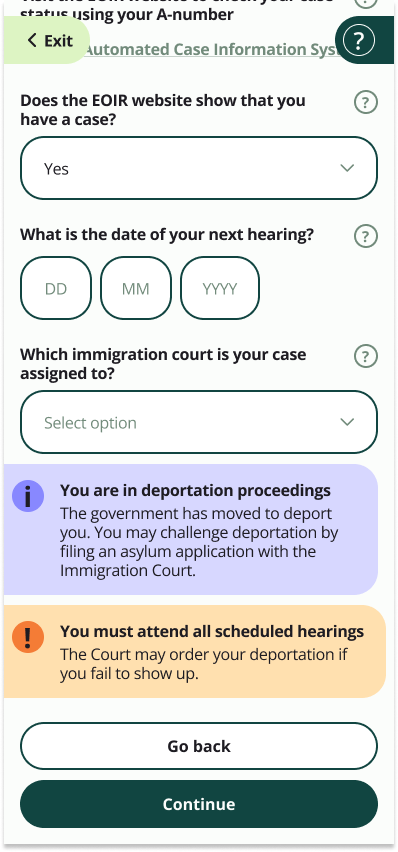 status using your A-number
Exit
Automated Case Information Sys
?
Does the EOIR website show that you
have a case?
?
Yes
What is the date of your next hearing?
?
DD
MM
YYYY
Which immigration court is your case
assigned to?
?
Select option
i
You are in deportation proceedings
The government has moved to deport
you. You may challenge deportation by
filing an asylum application with the
Immigration Court.
!
You must attend all scheduled hearings
The Court may order your deportation if
you fail to show up.
Go back
Continue